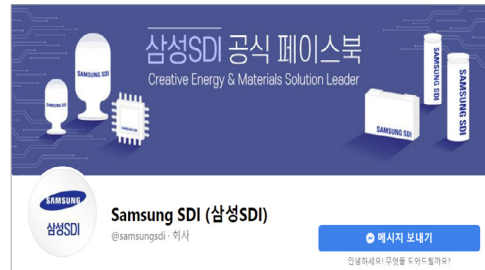 삼성SDI 공식 페이스북
Creative Energy & Materials Solution Leader
SAMSUNG SDI
SAMSUNG SDI
SAMSUNG SDI
SAMSUNG SDI
SAMSUNG SDI
SAMSUNG
삼성SDI
Samsung SDI (삼성SDI)
@samsungsdi · 회사
메시지 보내기
안녕하세요! 무엇을 도와드릴까요?